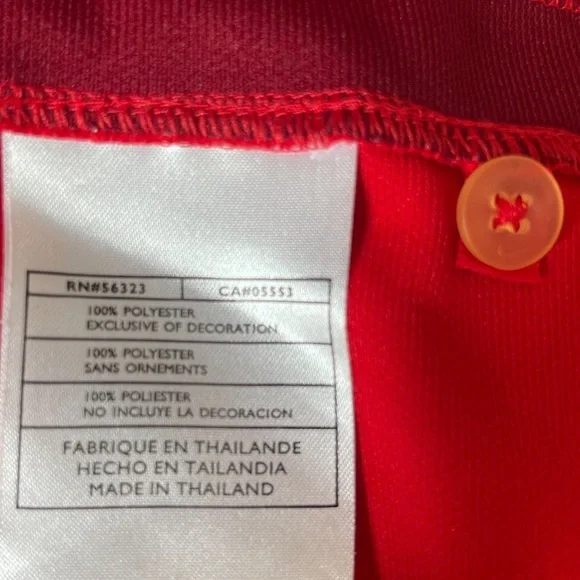 RN#56323 CA#05553
100% POLYESTER
EXCLUSIVE OF DECORATION
100% POLYESTER
SANS ORNEMENTS
100% POLIESTER
NO INCLUYE LA DECORACION
FABRIQUE EN THAILANDE
HECHO EN TAILANDIA
MADE IN THAILAND